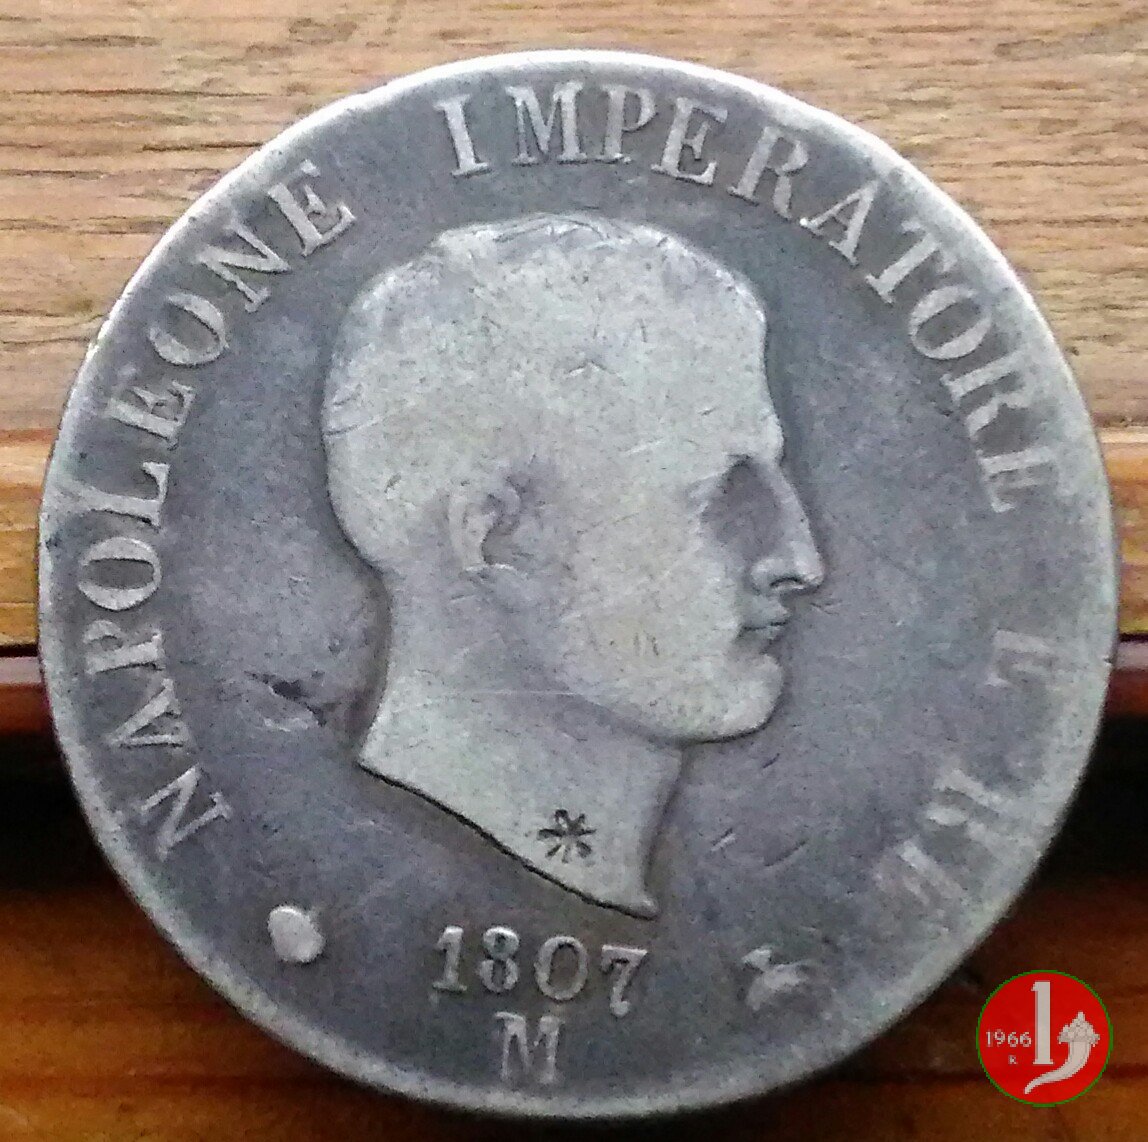 NAPOLEONE IMPERATORE E RE
1807
M
1966
R